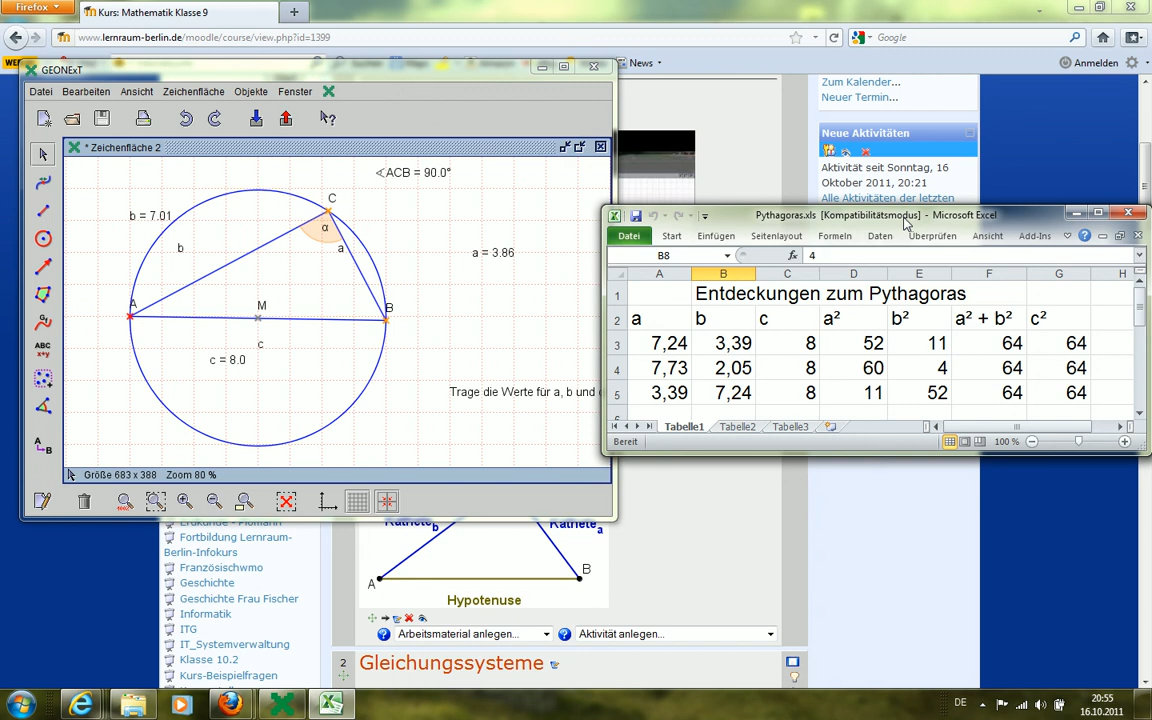 Firefox
Kurs: Mathematik Klasse 9
www.lernraum-berlin.de/moodle/course/view.php?id=1399
Google
News
Anmelden
GEONExT
Datei Bearbeiten Ansicht Zeichenfläche Objekte Fenster
* Zeichenfläche 2
∢ACB = 90.0°
C
b = 7.01
α
b
a
a = 3.86
A
M
B
c
c = 8.0
Trage die Werte für a, b und
Gf
ABC
x+y
A
B
Größe 683 x 388 Zoom 80 %
Zum Kalender...
Neuer Termin...
Neue Aktivitäten
Aktivität seit Sonntag, 16
Oktober 2011, 20:21
Alle Aktivitäten der letzten
Pythagoras.xls [Kompatibilitätsmodus] - Microsoft Excel
Datei Start Einfügen Seitenlayout Formeln Daten Überprüfen Ansicht Add-Ins
B8 fx 4
A B C D E F G H
1 Entdeckungen zum Pythagoras
2 a b c a² b² a² + b² c²
3 7,24 3,39 8 52 11 64 64
4 7,73 2,05 8 60 4 64 64
5 3,39 7,24 8 11 52 64 64
Tabelle1 Tabelle2 Tabelle3
Bereit 100 %
Fortbildung Lernraum-
Berlin-Infokurs
Französischwmo
Geschichte
Geschichte Frau Fischer
Informatik
ITG
IT_Systemverwaltung
Klasse 10.2
Kurs-Beispielfragen
Kathete b
Kathete a
A
B
Hypotenuse
Arbeitsmaterial anlegen... Aktivität anlegen...
2 Gleichungssysteme
DE
20:55
16.10.2011